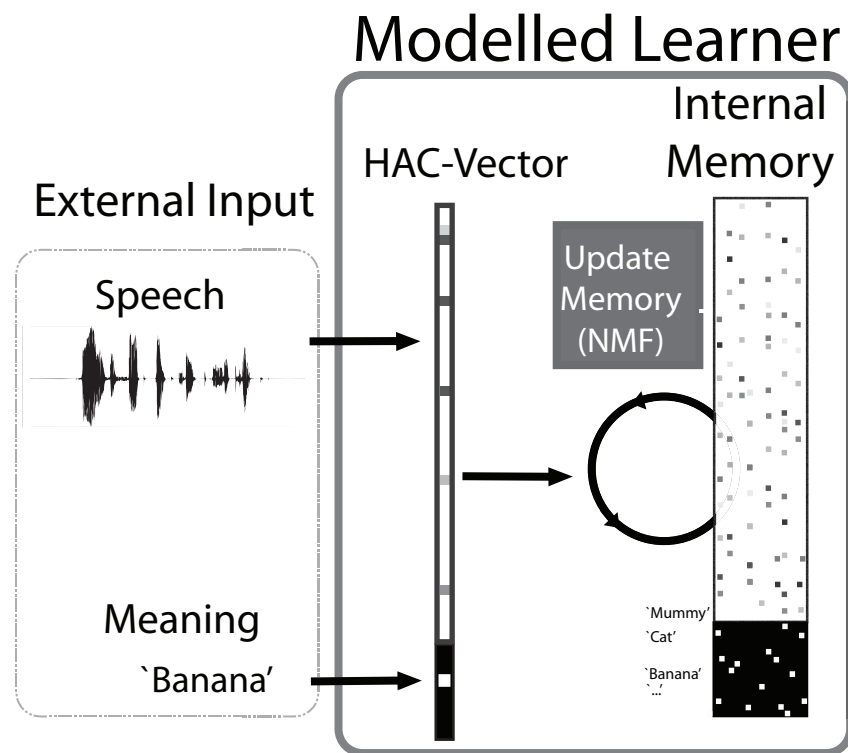 Modelled Learner
External Input
Speech
Meaning
`Banana’
HAC-Vector
Update
Memory
(NMF)
Internal
Memory
`Mummy’
`Cat’
`Banana’
`...’